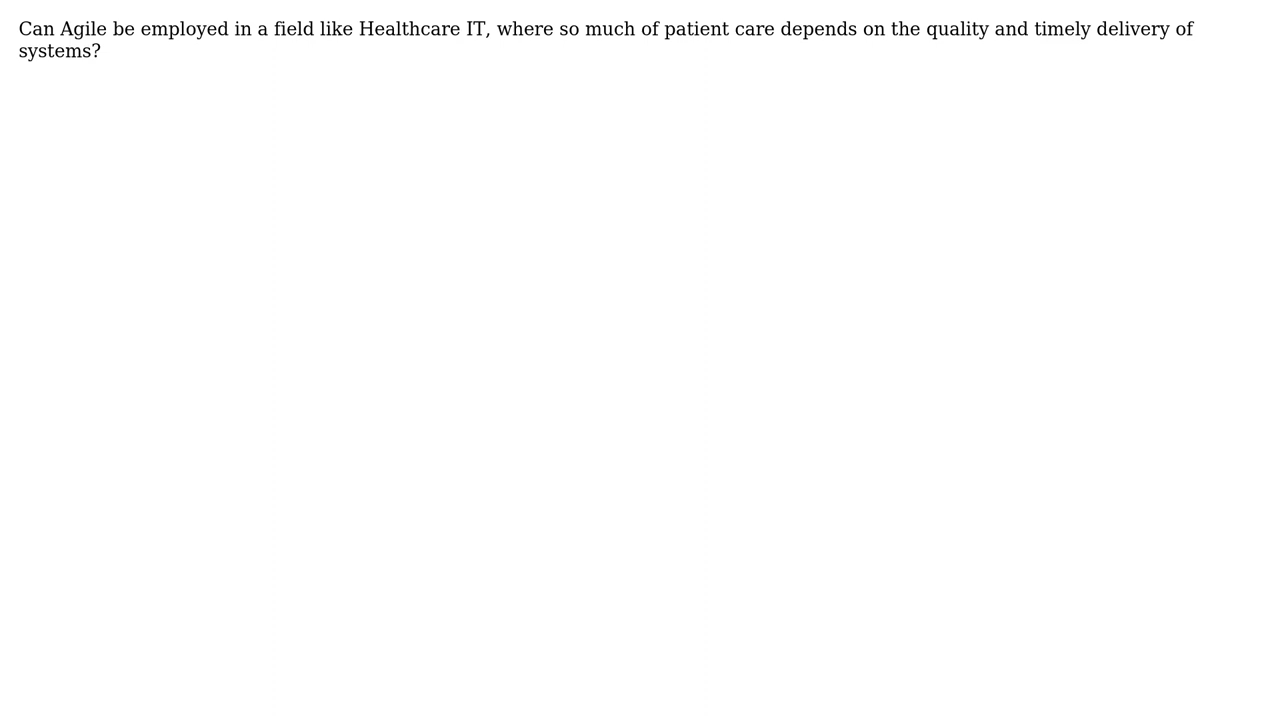 Can Agile be employed in a field like Healthcare IT, where so much of patient care depends on the quality and timely delivery of
systems?